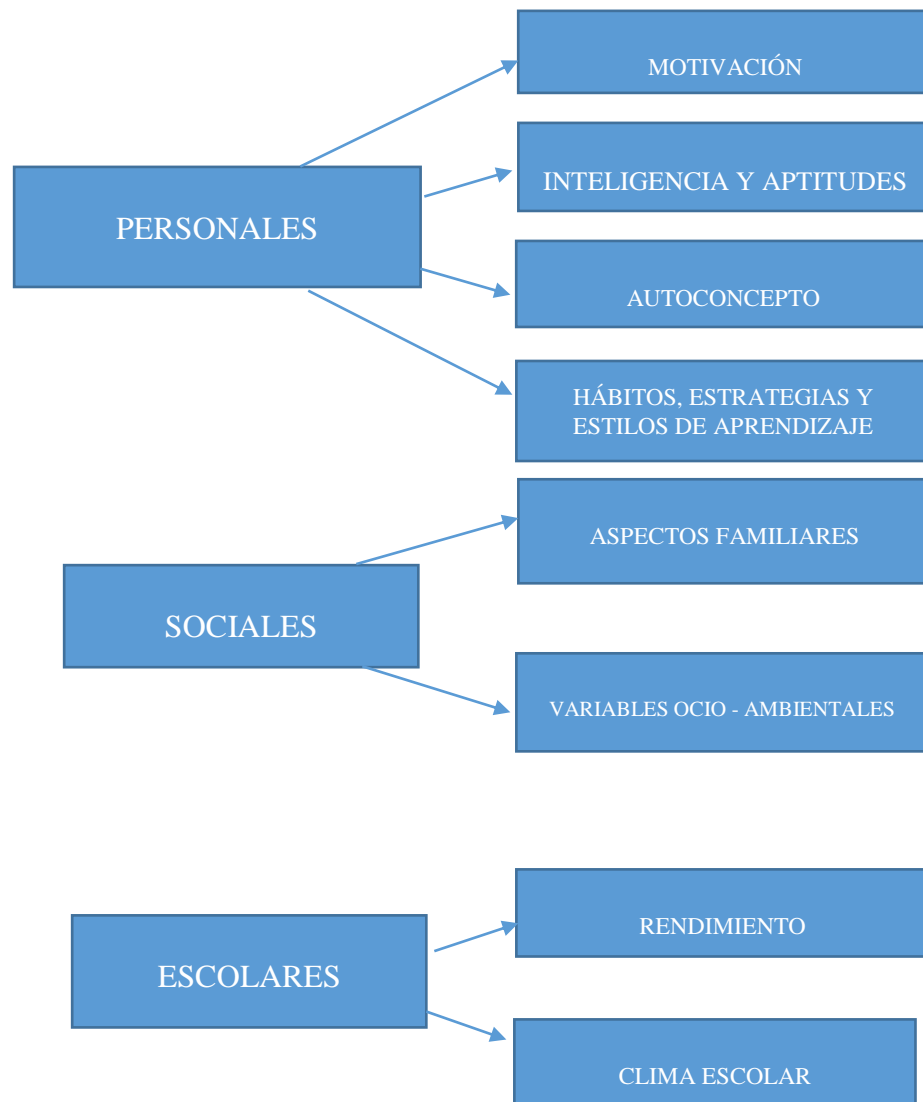 MOTIVACIÓN
INTELIGENCIA Y APTITUDES
PERSONALES
AUTOCONCEPTO
HÁBITOS, ESTRATEGIAS Y
ESTILOS DE APRENDIZAJE
ASPECTOS FAMILIARES
SOCIALES
VARIABLES OCIO - AMBIENTALES
RENDIMIENTO
ESCOLARES
CLIMA ESCOLAR